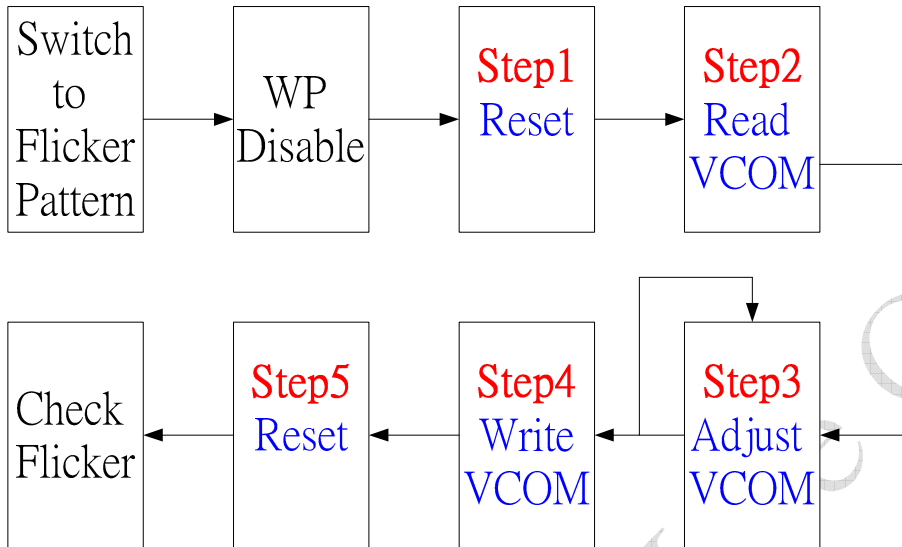 Switch
to
Flicker
Pattern
WP
Disable
Step1
Reset
Step2
Read
VCOM
Check
Flicker
Step5
Reset
Step4
Write
VCOM
Step3
Adjust
VCOM